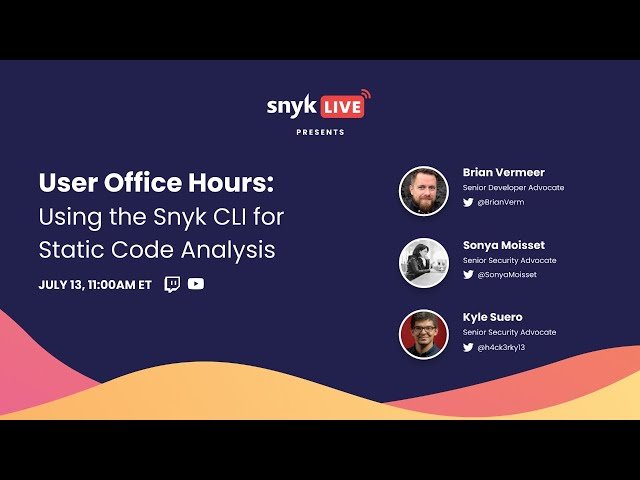 snyk LIVE
PRESENTS
User Office Hours:
Using the Snyk CLI for
Static Code Analysis
JULY 13, 11:00AM ET
Brian Vermeer
Senior Developer Advocate
@BrianVerm
Sonya Moisset
Senior Security Advocate
@SonyaMoisset
Kyle Suero
Senior Security Advocate
@h4ck3rky13